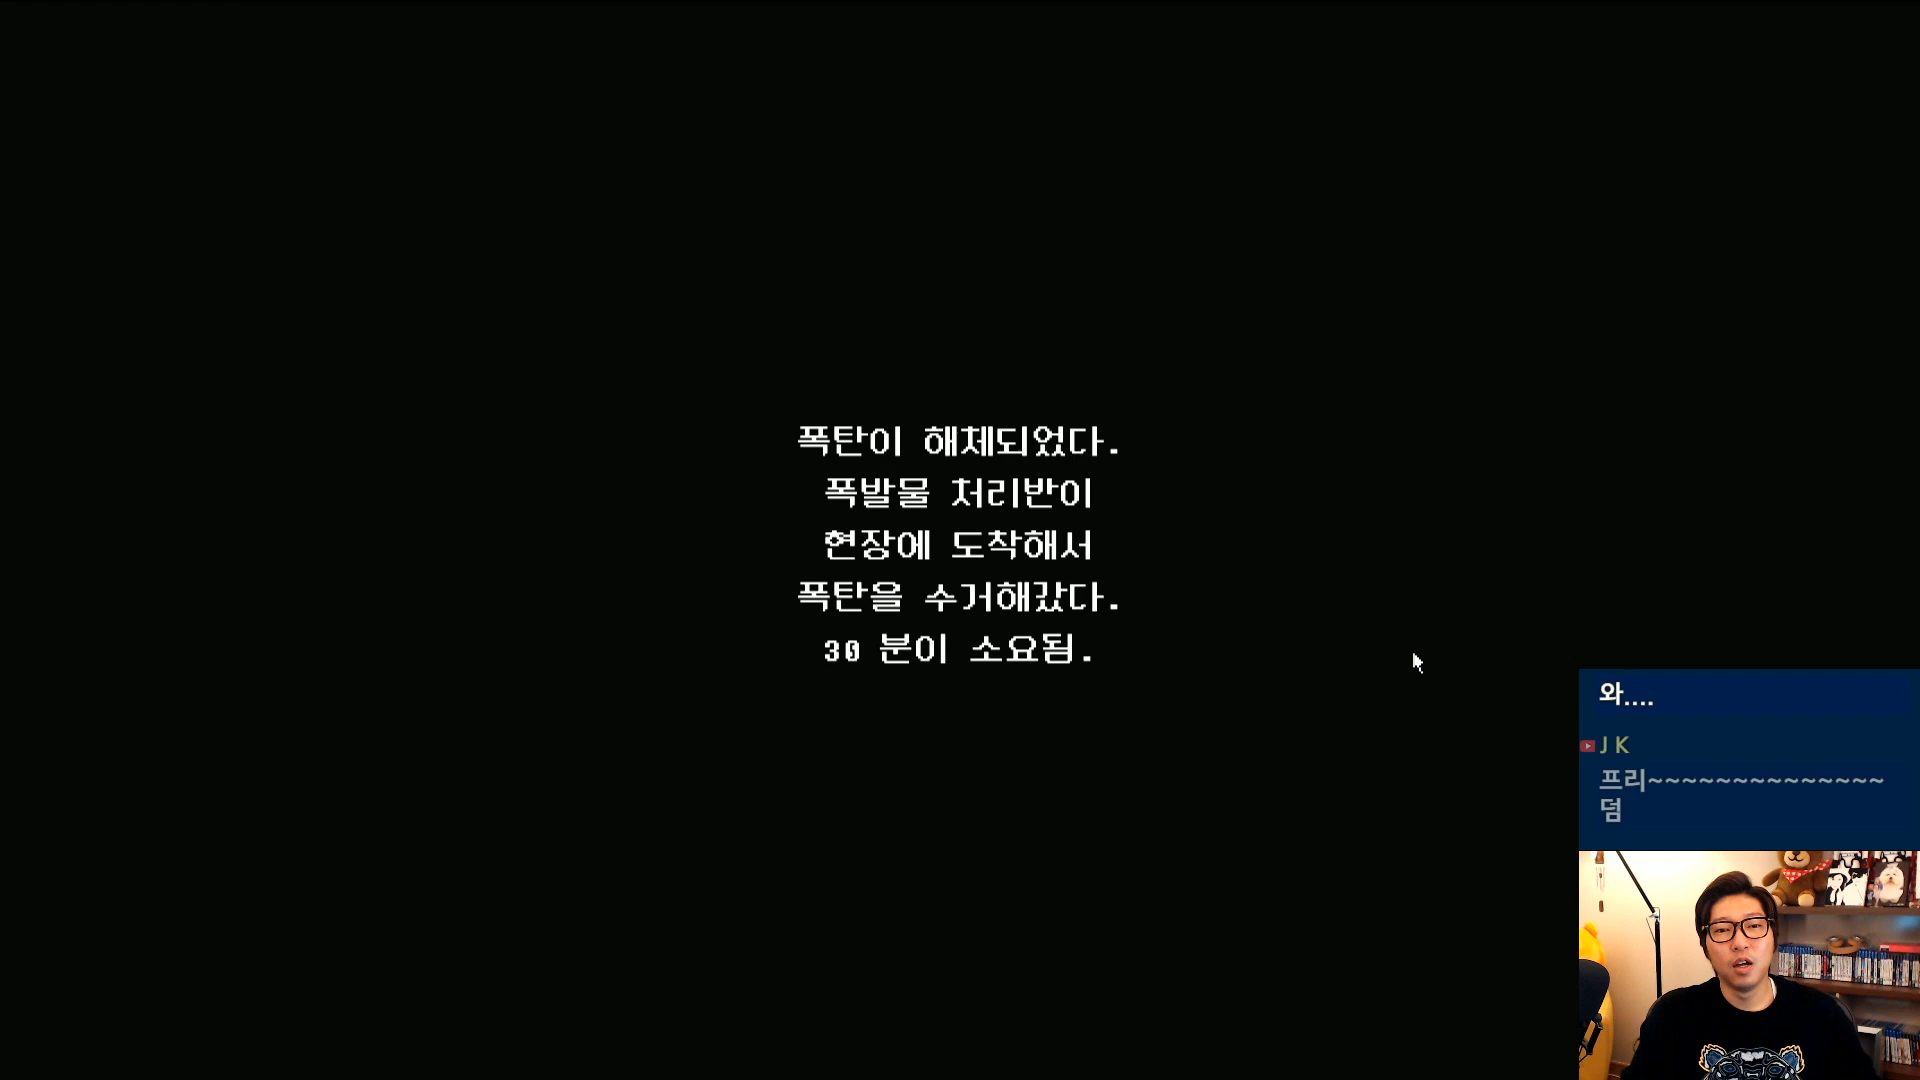 폭탄이 해체되었다.
폭발물 처리반이
현장에 도착해서
폭탄을 수거해갔다.
30 분이 소요됨.
와....
J K
프리~~~~~~~~~~~~~~
덤